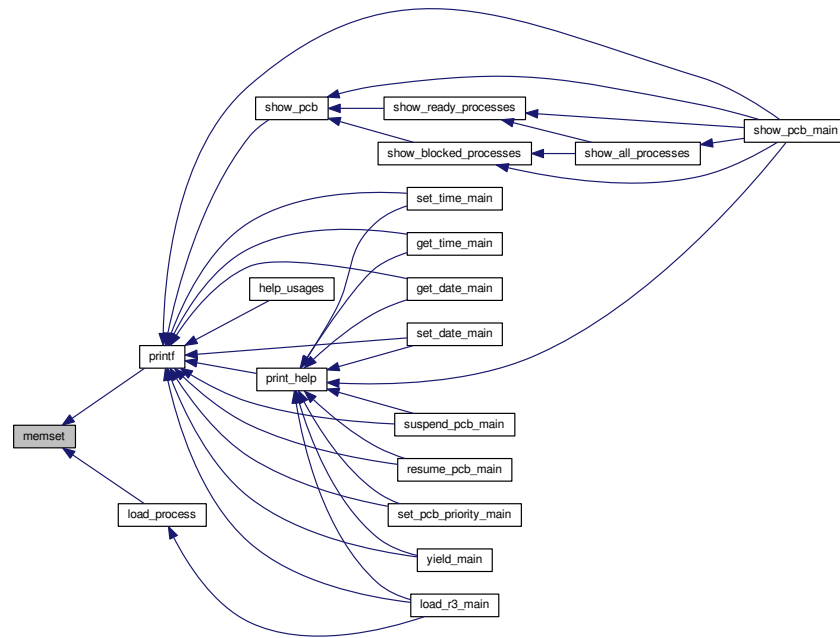 show_pcb
show_ready_processes
show_pcb_main
show_blocked_processes
show_all_processes
set_time_main
get_time_main
help_usages
get_date_main
set_date_main
printf
print_help
suspend_pcb_main
memset
resume_pcb_main
load_process
set_pcb_priority_main
yield_main
load_r3_main